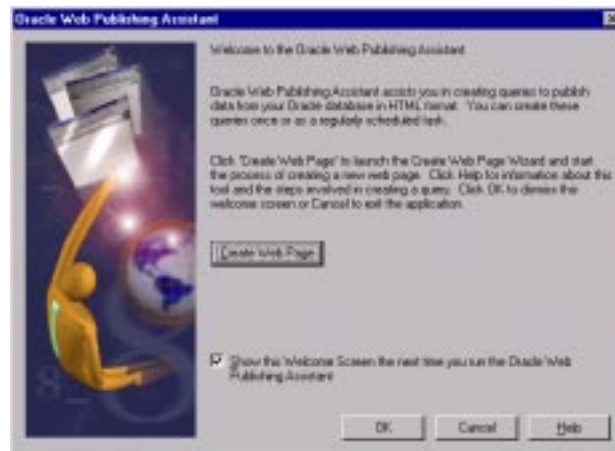 Oracle Web Publishing Assistant
Welcome to the Oracle Web Publishing Assistant
Oracle Web Publishing Assistant assists you in creating queries to publish
data from your Oracle database in HTML format. You can create these
queries once or as a regularly scheduled task.
Click 'Create Web Page' to launch the Create Web Page Wizard and start
the process of creating a new web page. Click Help for information about this
tool and the steps involved in creating a query. Click OK to dismiss this
welcome screen or Cancel to exit the application.
Create Web Page
Show this Welcome Screen the next time you run the Oracle Web
Publishing Assistant
8
8
7
OK Cancel Help